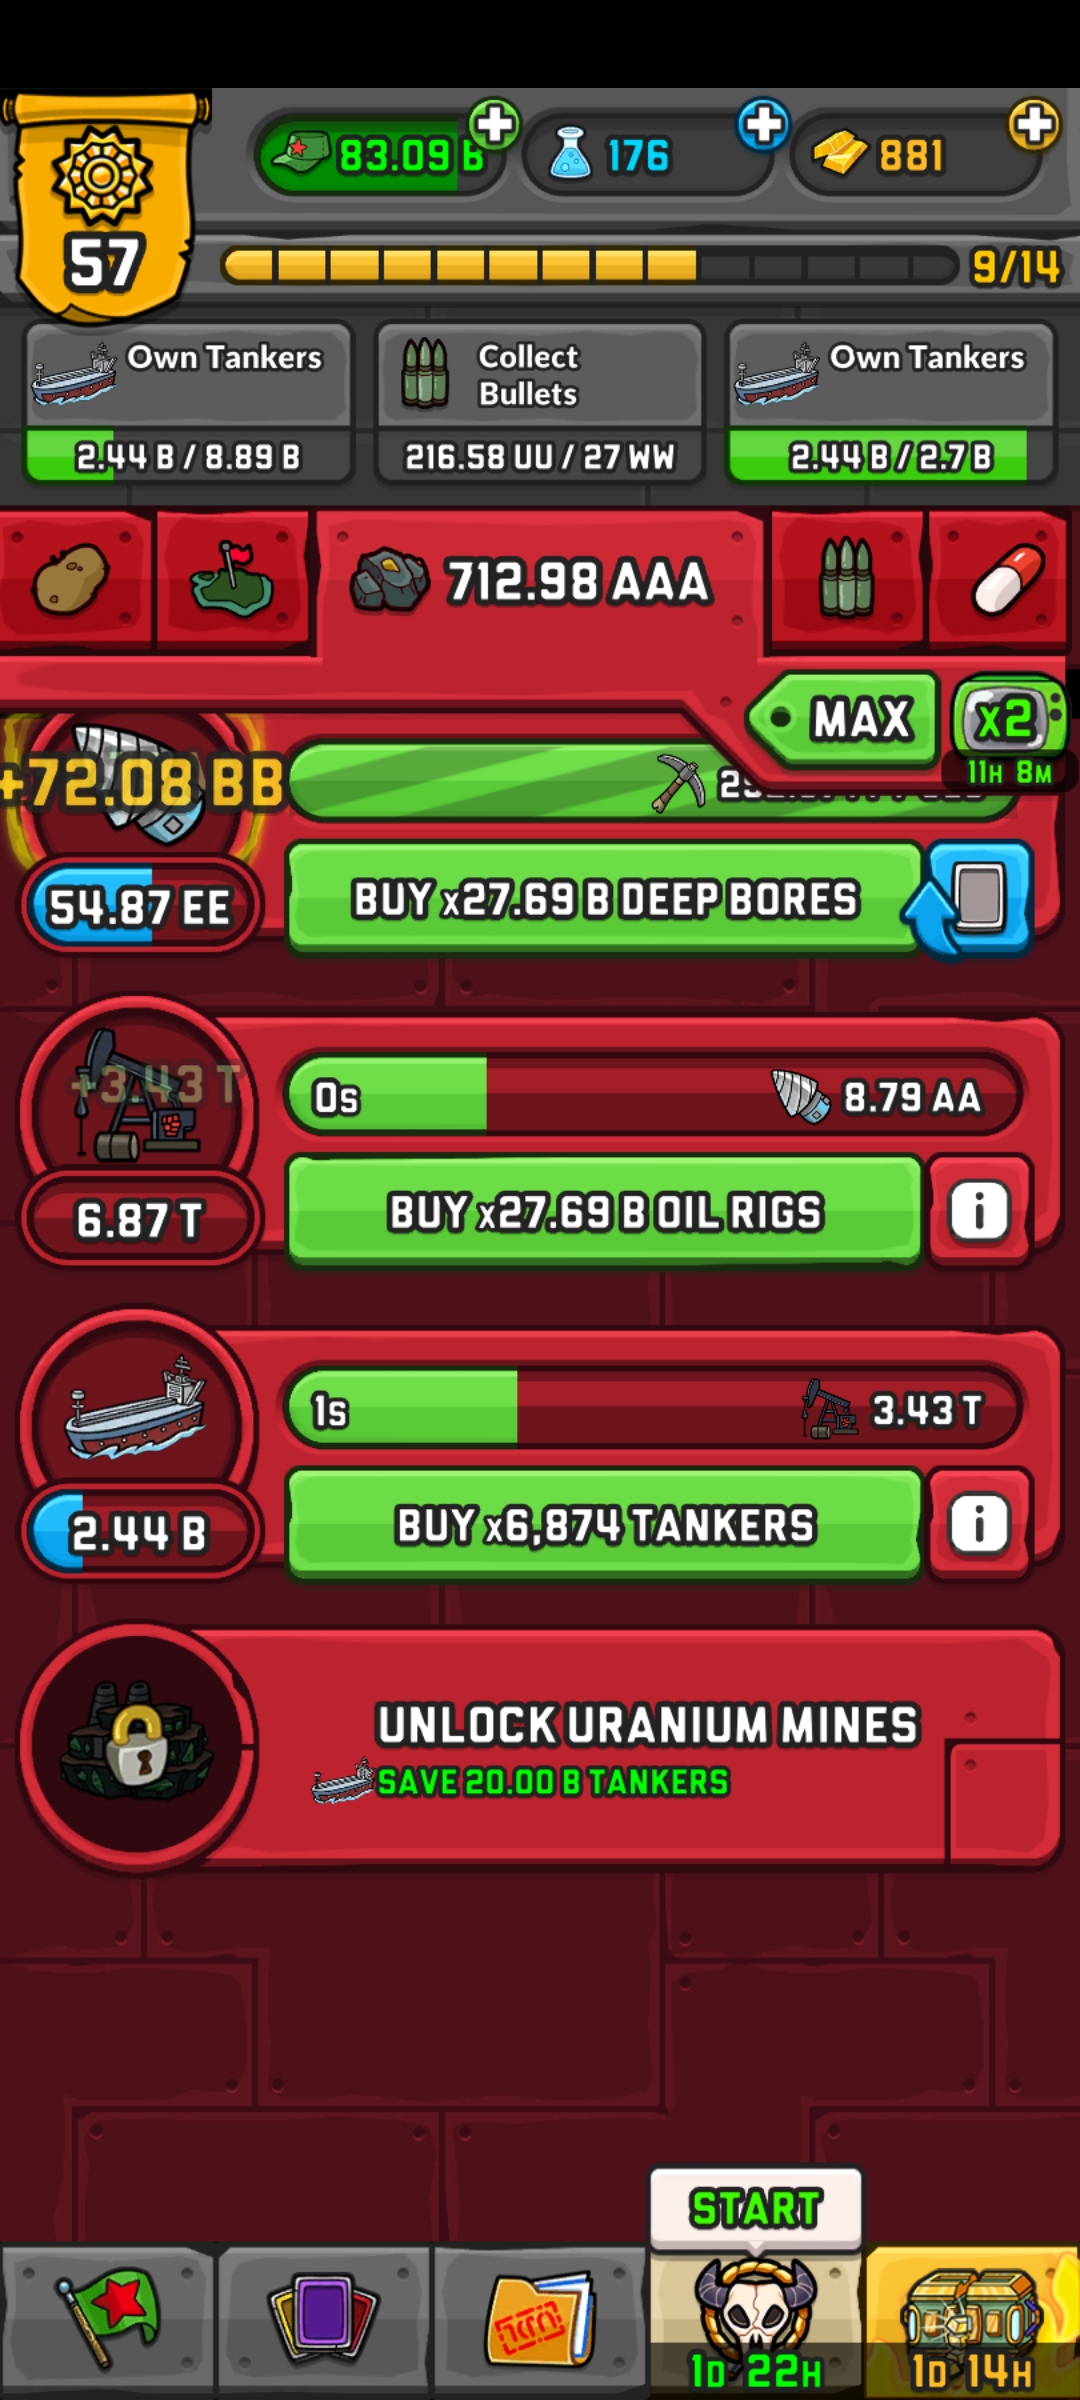 83.09 B
176
881
57
9/14
Own Tankers
2.44 B / 8.89 B
Collect
Bullets
216.58 UU / 27 WW
Own Tankers
2.44 B / 2.7 B
712.98 AAA
MAX
x2
11H 8M
+72.08 BB
54.87 EE
BUY x27.69 B DEEP BORES
+3.43 T
0s
8.79 AA
6.87 T
BUY x27.69 B OIL RIGS
i
1s
3.43 T
2.44 B
BUY x6,874 TANKERS
i
UNLOCK URANIUM MINES
SAVE 20.00 B TANKERS
START
1D 22H
1D 14H